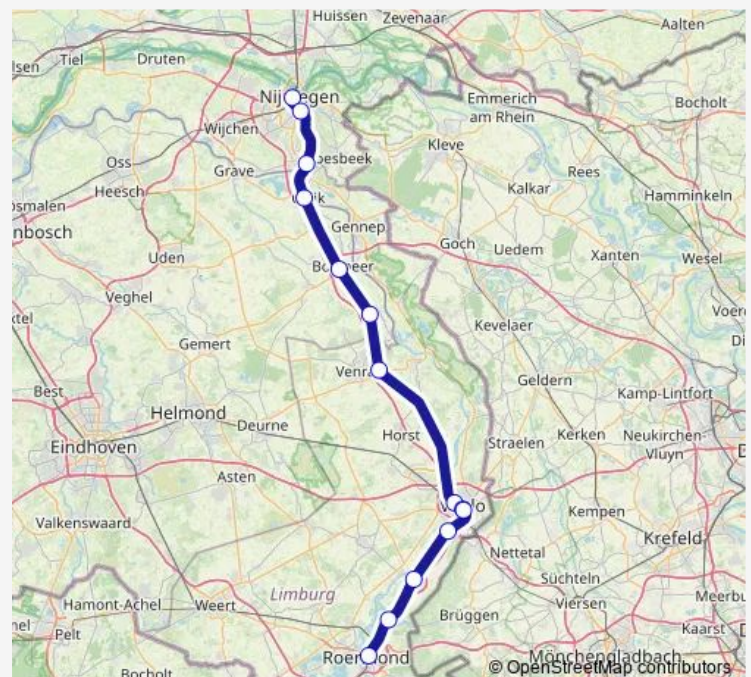 Huissen Zevenaar
Aalten
Tiel
Druten
Emmerich
am Rhein
Bocholt
Wijchen
Oss
Grave
Kleve
Rees
Heesch
Kalkar
Hamminkeln
Gennep
Goch
Uedem
Xanten
Wesel
Uden
Veghel
Kevelaer
Gemert
Geldern
Kamp-Lintfort
Best
Helmond
Deurne
Horst
Straelen
Kerken
Neukirchen-
Vluyn
Eindhoven
Asten
Kempen
Valkenswaard
Krefeld
Nettetal
Süchteln
Limburg
Hamont-Achel
Weert
Viersen
Brüggen
Kaarst
Pelt
Mönchengladbach
Bocholt
© OpenStreetMap contributors